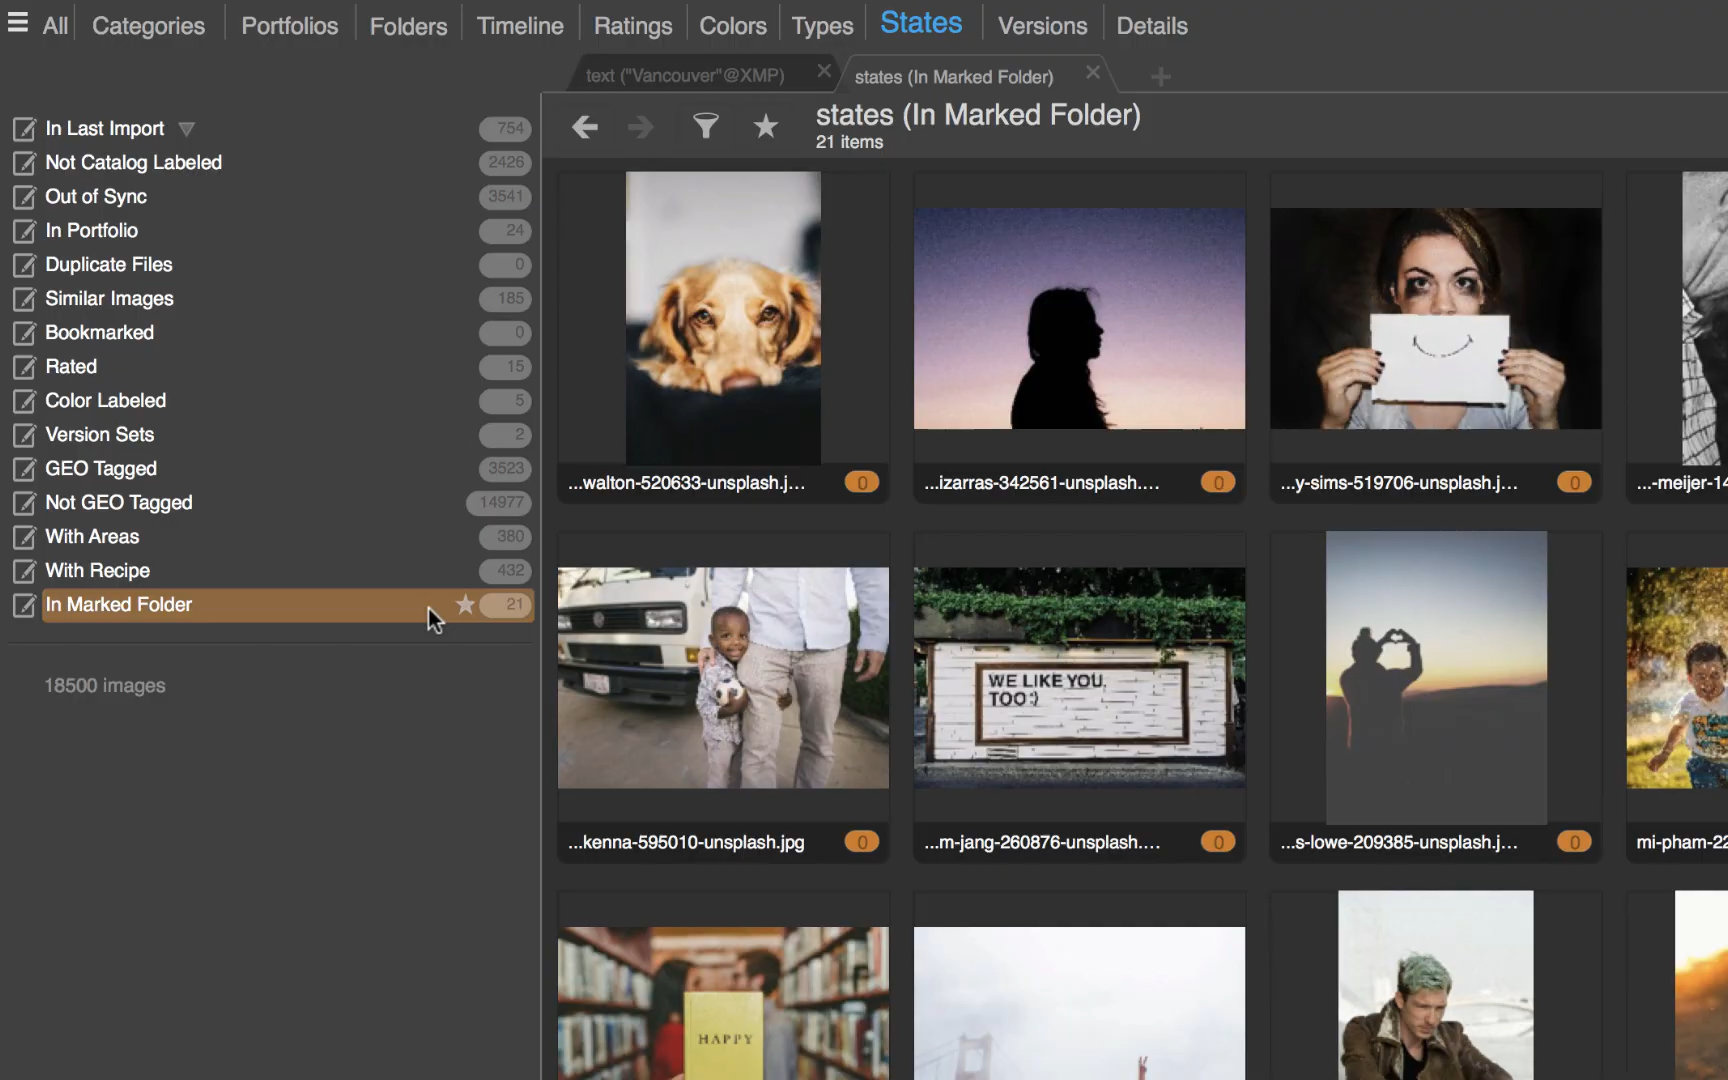 All
Categories
Portfolios
Folders
Timeline
Ratings
Colors
Types
States
Versions
Details
text ("Vancouver"@XMP)
states (In Marked Folder)
states (In Marked Folder)
21 items
In Last Import 754
Not Catalog Labeled 2426
Out of Sync 3541
In Portfolio 24
Duplicate Files 0
Similar Images 185
Bookmarked 0
Rated 15
Color Labeled 5
Version Sets 2
GEO Tagged 3523
Not GEO Tagged 14977
With Areas 380
With Recipe 432
In Marked Folder 21
18500 images
...walton-520633-unsplash.j... 0
...izarras-342561-unsplash.... 0
...y-sims-519706-unsplash.j... 0
...-meijer-14
WE LIKE YOU,
TOO :)
...kenna-595010-unsplash.jpg 0
...m-jang-260876-unsplash.... 0
...s-lowe-209385-unsplash.j... 0
mi-pham-22
HAPPY